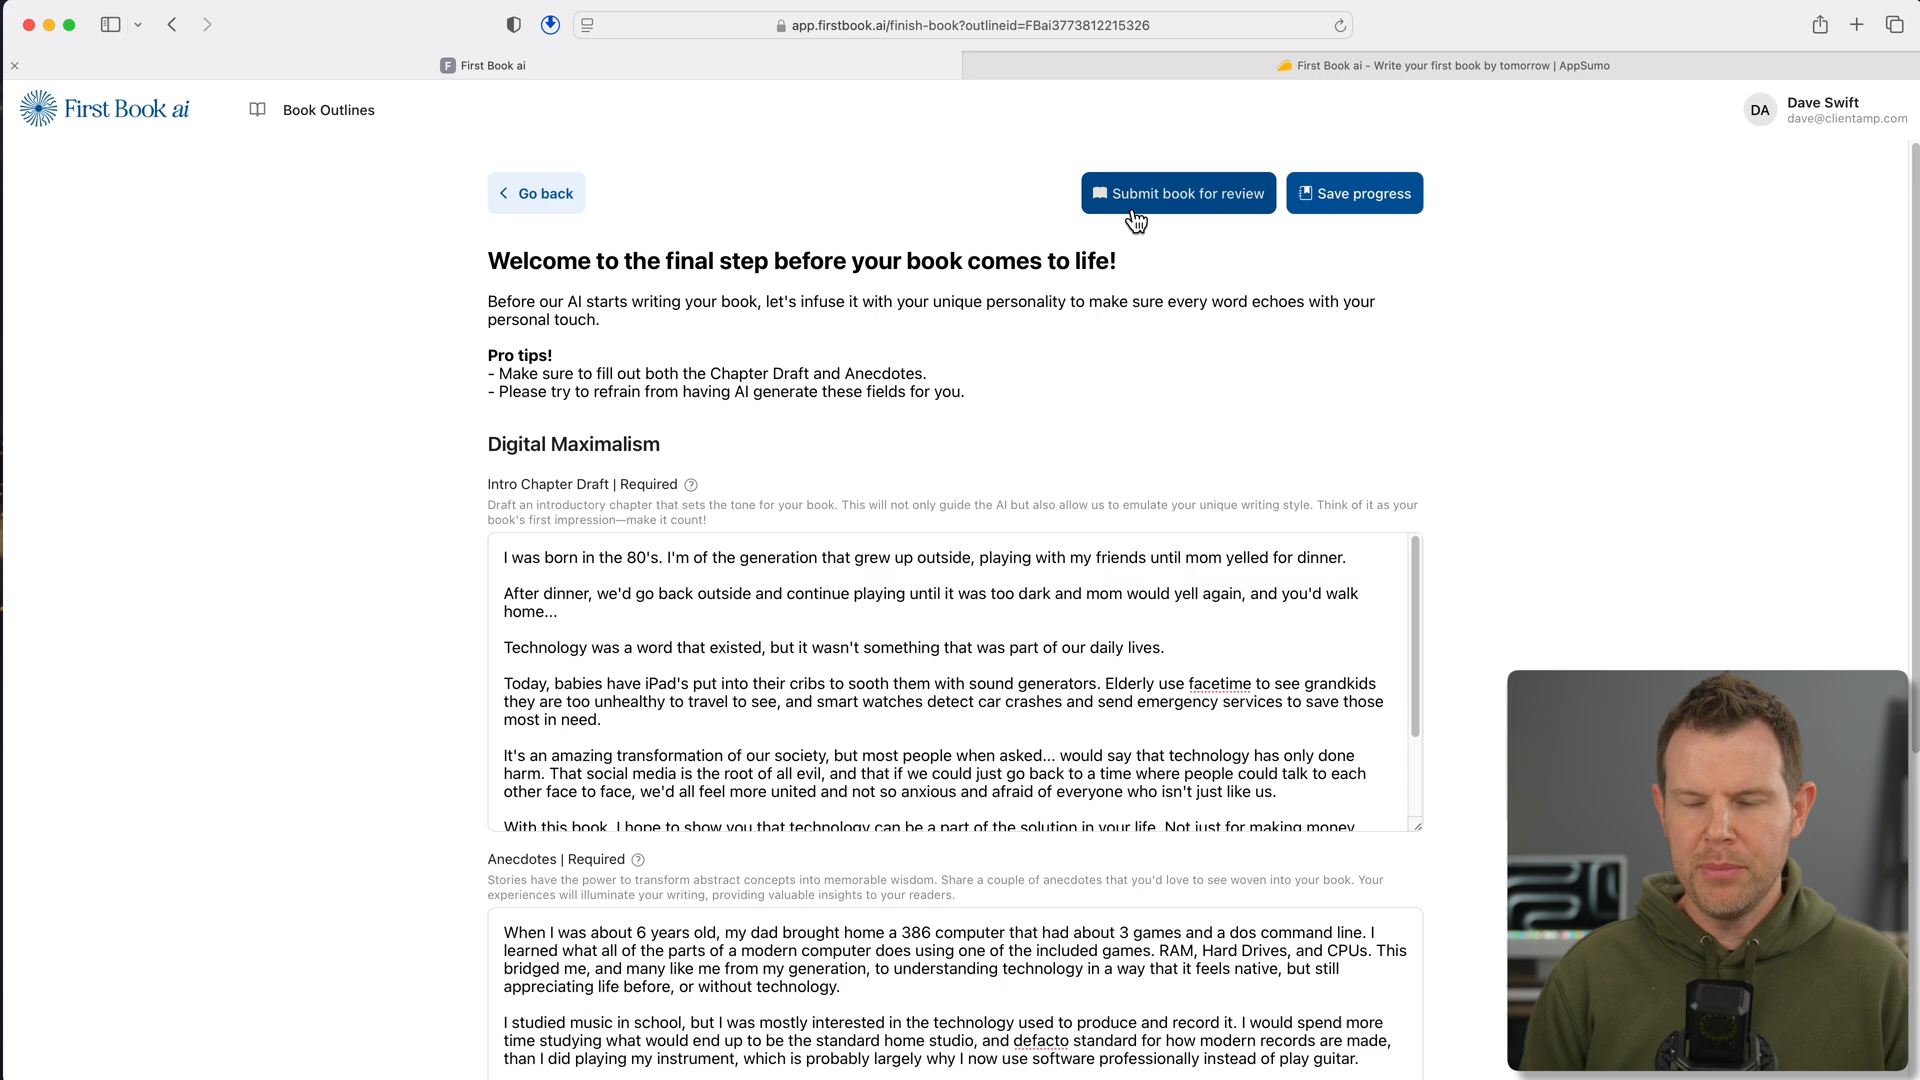 app.firstbook.ai/finish-book?outlineid=FBai3773812215326
F First Book ai
First Book ai - Write your first book by tomorrow | AppSumo
First Book ai
Book Outlines
DA
Dave Swift
dave@clientamp.com
Go back
Submit book for review
Save progress
Welcome to the final step before your book comes to life!
Before our AI starts writing your book, let's infuse it with your unique personality to make sure every word echoes with your
personal touch.
Pro tips!
- Make sure to fill out both the Chapter Draft and Anecdotes.
- Please try to refrain from having AI generate these fields for you.
Digital Maximalism
Intro Chapter Draft | Required
Draft an introductory chapter that sets the tone for your book. This will not only guide the AI but also allow us to emulate your unique writing style. Think of it as your
book's first impression—make it count!
I was born in the 80's. I'm of the generation that grew up outside, playing with my friends until mom yelled for dinner.
After dinner, we'd go back outside and continue playing until it was too dark and mom would yell again, and you'd walk
home...
Technology was a word that existed, but it wasn't something that was part of our daily lives.
Today, babies have iPad's put into their cribs to sooth them with sound generators. Elderly use facetime to see grandkids
they are too unhealthy to travel to see, and smart watches detect car crashes and send emergency services to save those
most in need.
It's an amazing transformation of our society, but most people when asked... would say that technology has only done
harm. That social media is the root of all evil, and that if we could just go back to a time where people could talk to each
other face to face, we'd all feel more united and not so anxious and afraid of everyone who isn't just like us.
With this book, I hope to show you that technology can be a part of the solution in your life. Not just for making money
Anecdotes | Required
Stories have the power to transform abstract concepts into memorable wisdom. Share a couple of anecdotes that you'd love to see woven into your book. Your
experiences will illuminate your writing, providing valuable insights to your readers.
When I was about 6 years old, my dad brought home a 386 computer that had about 3 games and a dos command line. I
learned what all of the parts of a modern computer does using one of the included games. RAM, Hard Drives, and CPUs. This
bridged me, and many like me from my generation, to understanding technology in a way that it feels native, but still
appreciating life before, or without technology.
I studied music in school, but I was mostly interested in the technology used to produce and record it. I would spend more
time studying what would end up to be the standard home studio, and defacto standard for how modern records are made,
than I did playing my instrument, which is probably largely why I now use software professionally instead of play guitar.